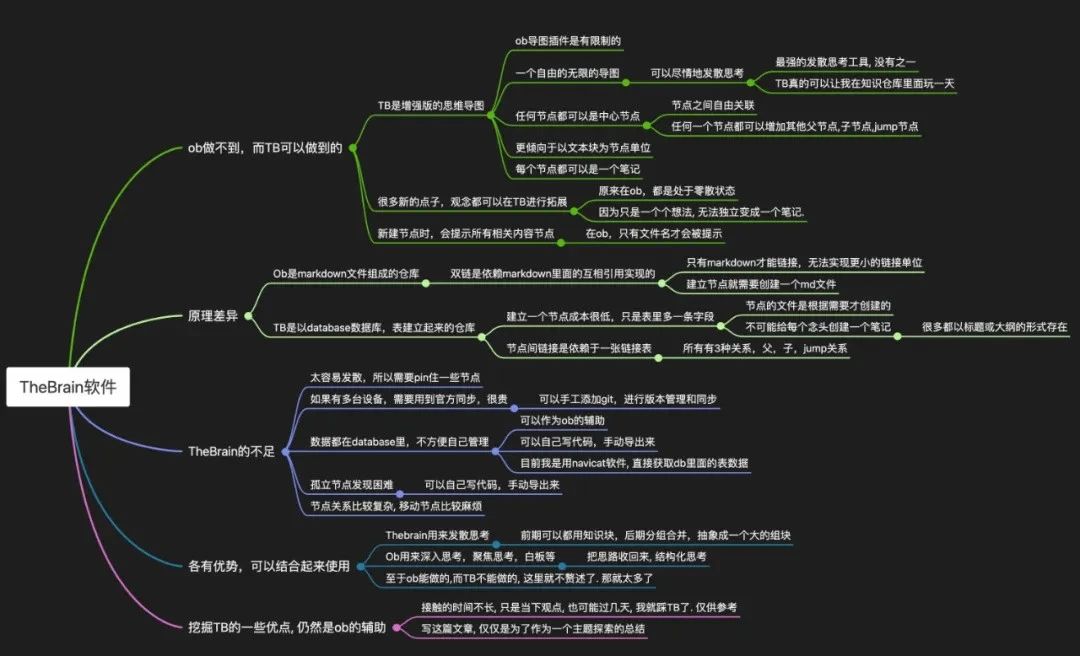 TheBrain软件
ob做不到，而TB可以做到的
TB是增强版的思维导图
ob导图插件是有限制的
一个自由的无限的导图
可以尽情地发散思考
最强的发散思考工具, 没有之一
TB真的可以让我在知识仓库里面玩一天
任何节点都可以是中心节点
节点之间自由关联
任何一个节点都可以增加其他父节点,子节点,jump节点
更倾向于以文本块为节点单位
每个节点都可以是一个笔记
很多新的点子，观念都可以在TB进行拓展
原来在ob，都是处于零散状态
因为只是一个个想法, 无法独立变成一个笔记.
新建节点时，会提示所有相关内容节点
在ob，只有文件名才会被提示
原理差异
Ob是markdown文件组成的仓库
双链是依赖markdown里面的互相引用实现的
只有markdown才能链接，无法实现更小的链接单位
建立节点就需要创建一个md文件
TB是以database数据库，表建立起来的仓库
建立一个节点成本很低，只是表里多一条字段
节点的文件是根据需要才创建的
不可能给每个念头创建一个笔记
很多都以标题或大纲的形式存在
节点间链接是依赖于一张链接表
所有有3种关系，父，子，jump关系
TheBrain的不足
太容易发散，所以需要pin住一些节点
如果有多台设备，需要用到官方同步，很贵
可以手工添加git，进行版本管理和同步
数据都在database里，不方便自己管理
可以作为ob的辅助
可以自己写代码，手动导出来
目前我是用navicat软件, 直接获取db里面的表数据
孤立节点发现困难
可以自己写代码，手动导出来
节点关系比较复杂, 移动节点比较麻烦
各有优势，可以结合起来使用
Thebrain用来发散思考
前期可以都用知识块，后期分组合并，抽象成一个大的组块
Ob用来深入思考，聚焦思考，白板等
把思路收回来, 结构化思考
至于ob能做的,而TB不能做的, 这里就不赘述了. 那就太多了
挖掘TB的一些优点, 仍然是ob的辅助
接触的时间不长, 只是当下观点, 也可能过几天, 我就踩TB了. 仅供参考
写这篇文章, 仅仅是为了作为一个主题探索的总结